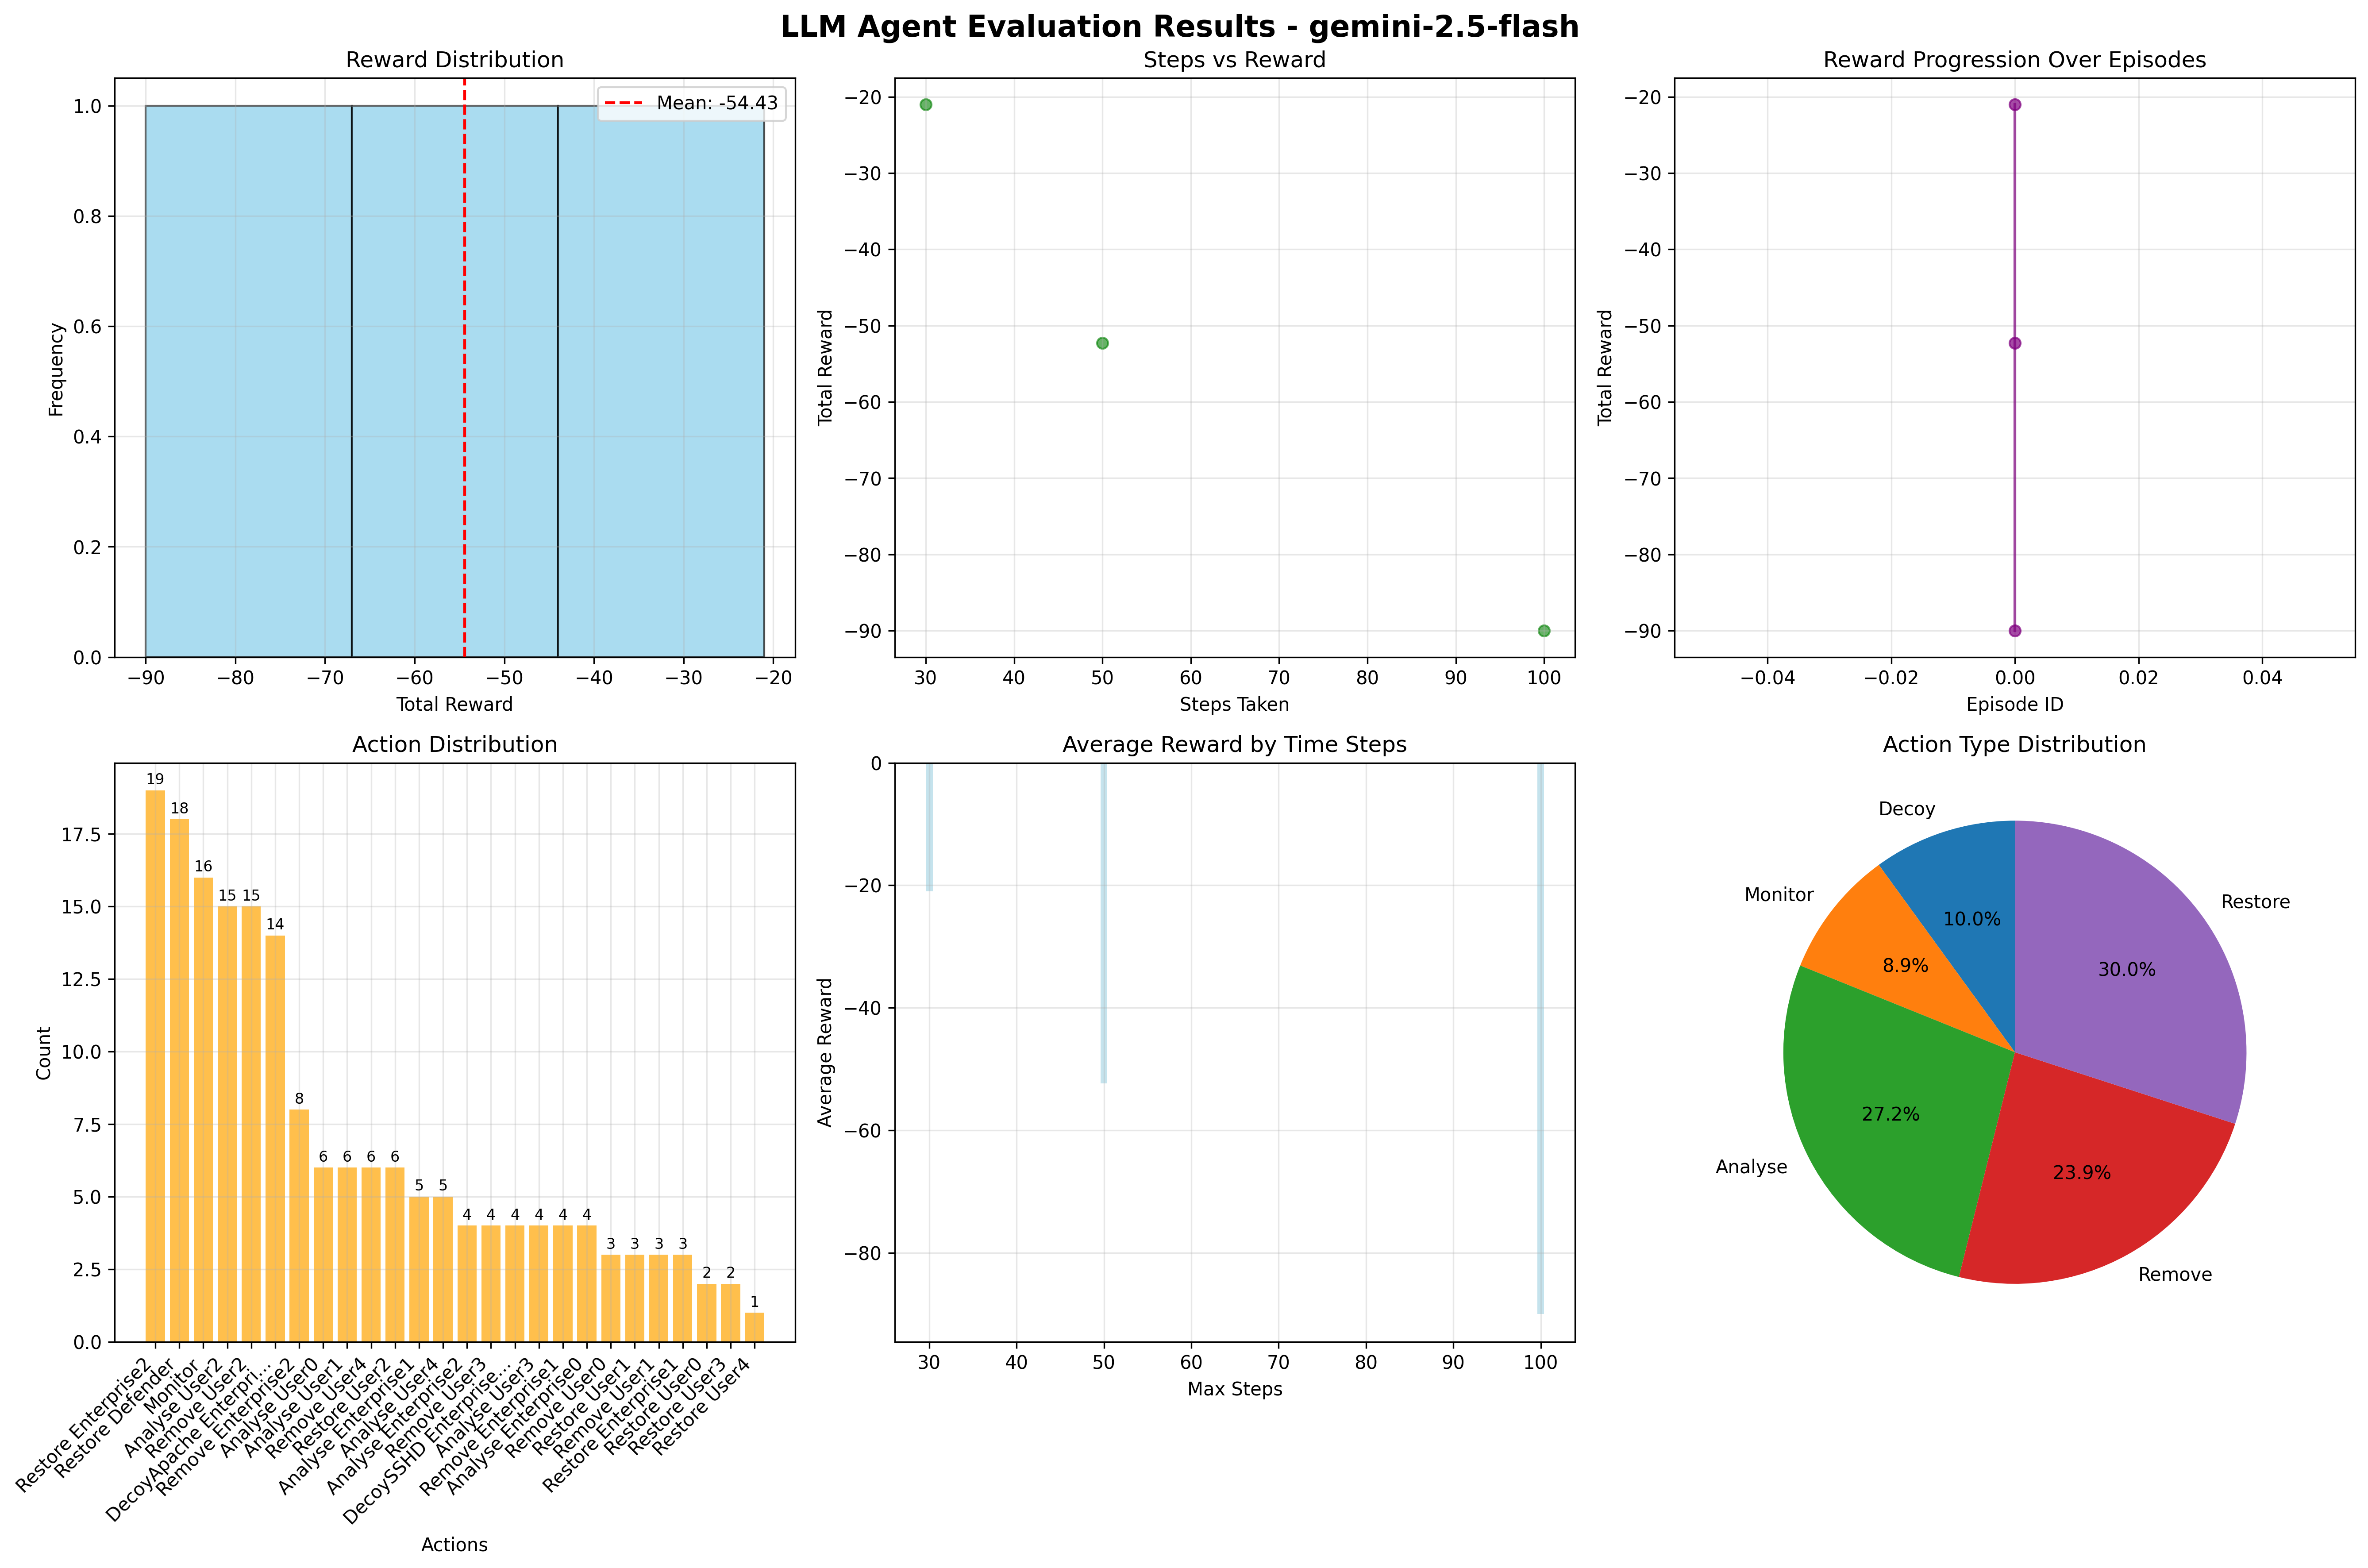 LLM Agent Evaluation Results - gemini-2.5-flash
Reward Distribution
Mean: -54.43
1.0
0.8
0.6
0.4
0.2
0.0
Frequency
−90 −80 −70 −60 −50 −40 −30 −20
Total Reward
Steps vs Reward
−20
−30
−40
−50
−60
−70
−80
−90
Total Reward
30 40 50 60 70 80 90 100
Steps Taken
Reward Progression Over Episodes
−20
−30
−40
−50
−60
−70
−80
−90
Total Reward
−0.04 −0.02 0.00 0.02 0.04
Episode ID
Action Distribution
19 18 16 15 15 14 8 6 6 6 6 5 5 4 4 4 4 4 4 3 3 3 3 2 2 1
17.5
15.0
12.5
10.0
7.5
5.0
2.5
0.0
Count
Restore Enterprise2
Restore Defender
Monitor
Analyse User2
Remove User2
DecoyApache Enterpri...
Remove Enterprise2
Analyse User0
Analyse User1
Remove User4
Restore User2
Analyse Enterprise1
Analyse User4
Analyse Enterprise2
Remove User3
DecoySSHD Enterprise...
Analyse User3
Remove Enterprise1
Analyse Enterprise0
Remove User0
Restore User1
Remove User1
Restore Enterprise1
Restore User0
Restore User3
Restore User4
Actions
Average Reward by Time Steps
0
−20
−40
−60
−80
Average Reward
30 40 50 60 70 80 90 100
Max Steps
Action Type Distribution
Decoy
10.0%
Monitor
8.9%
Restore
30.0%
Analyse
27.2%
Remove
23.9%